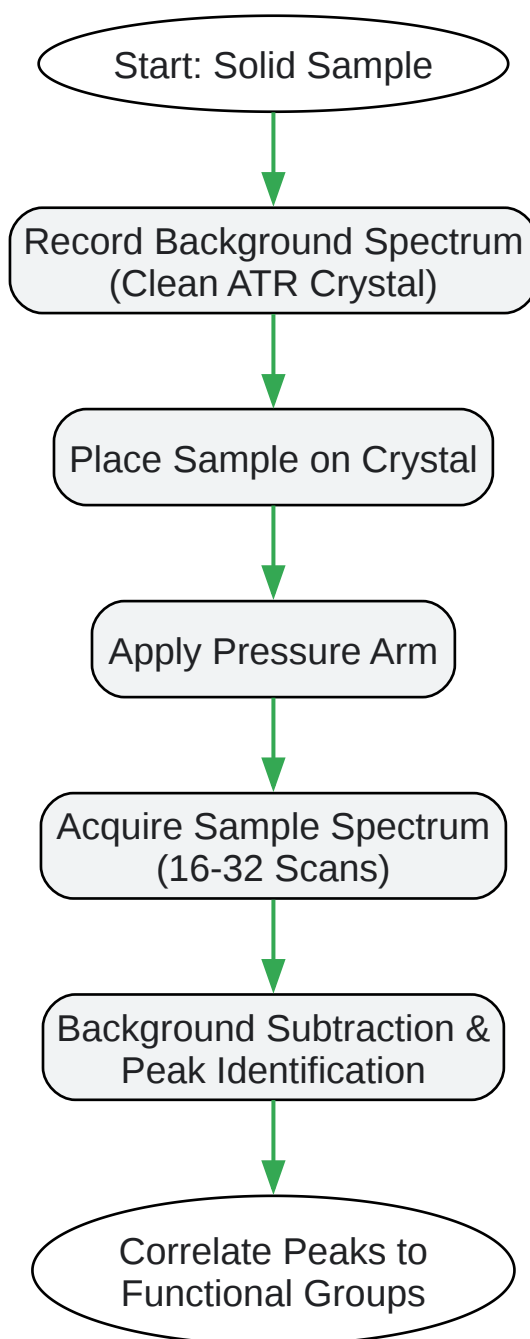 Start: Solid Sample
Record Background Spectrum
(Clean ATR Crystal)
Place Sample on Crystal
Apply Pressure Arm
Acquire Sample Spectrum
(16-32 Scans)
Background Subtraction &
Peak Identification
Correlate Peaks to
Functional Groups